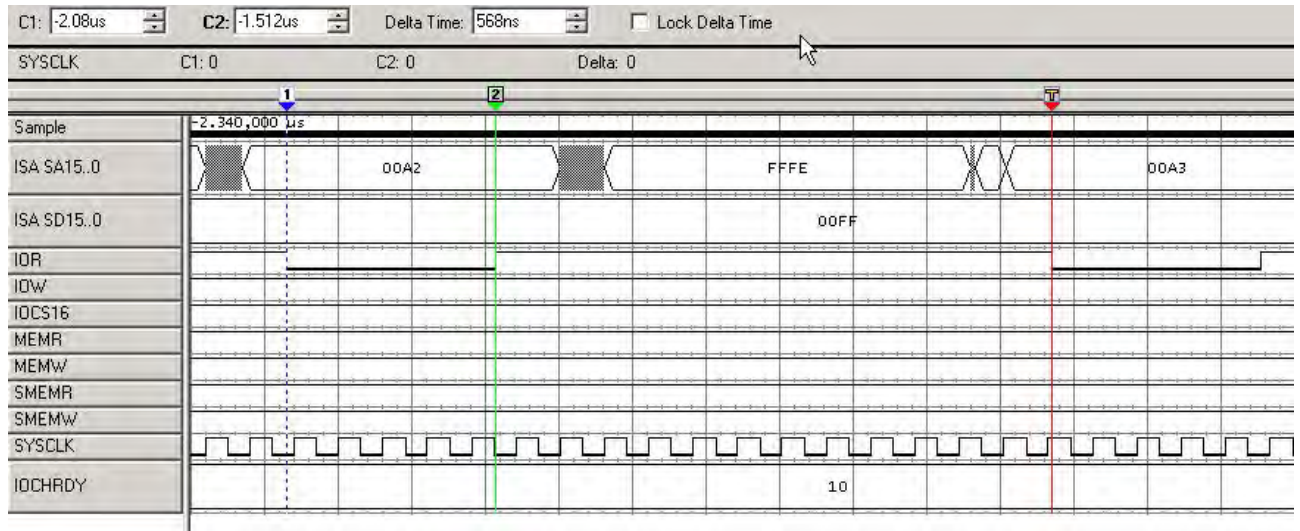 C1: -2.08us C2: -1.512us Delta Time: 568ns Lock Delta Time
SYSCLK C1: 0 C2: 0 Delta: 0
1 2 T
Sample -2.340,000 us
ISA SA15..0 00A2 FFFE 00A3
ISA SD15..0 00FF
IOR
IOW
IOCS16
MEMR
MEMW
SMEMR
SMEMW
SYSCLK
IOCHRDY 10